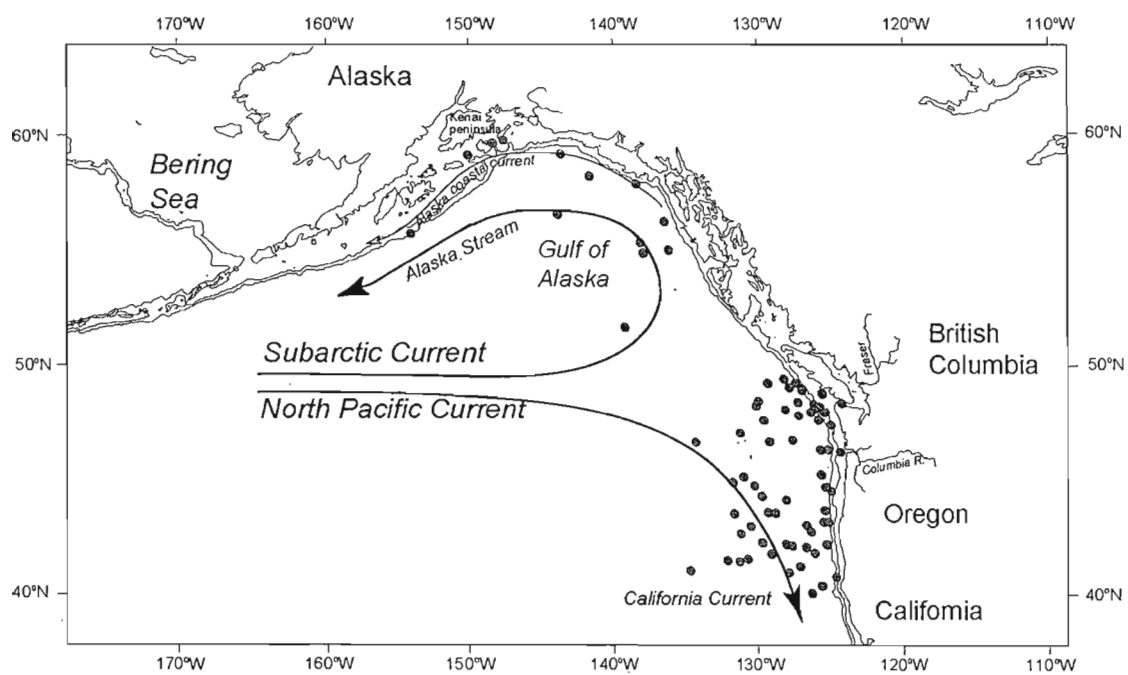 170°W 160°W 150°W 140°W 130°W 120°W 110°W
Alaska
Kenai
peninsula
60°N 60°N
Bering
Sea
Alaska coastal current
Alaska Stream
Gulf of
Alaska
British
Columbia
Fraser
50°N 50°N
Subarctic Current
North Pacific Current
Columbia R.
Oregon
40°N 40°N
California Current
California
170°W 160°W 150°W 140°W 130°W 120°W 110°W